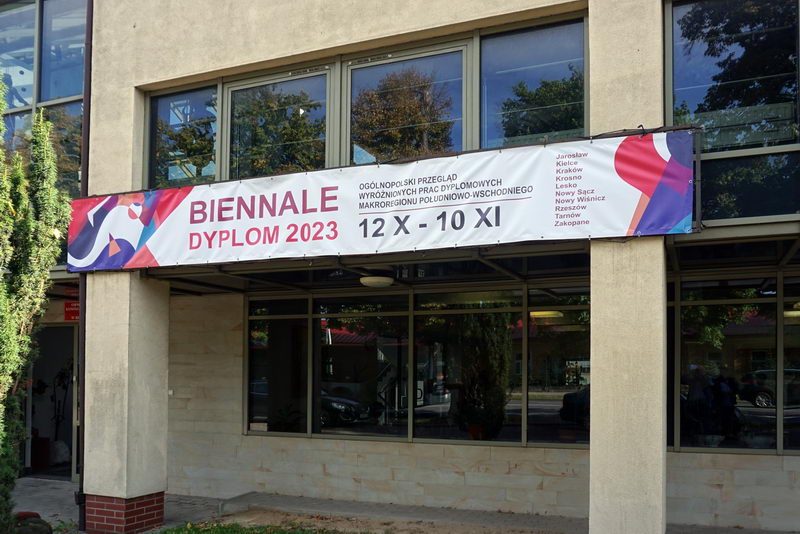 BIENNALE
DYPLOM 2023
OGÓLNOPOLSKI PRZEGLĄD
WYRÓŻNIONYCH PRAC DYPLOMOWYCH
MAKROREGIONU POŁUDNIOWO-WSCHODNIEGO
12 X - 10 XI
Jarosław
Kielce
Kraków
Krosno
Lesko
Nowy Sącz
Nowy Wiśnicz
Rzeszów
Tarnów
Zakopane